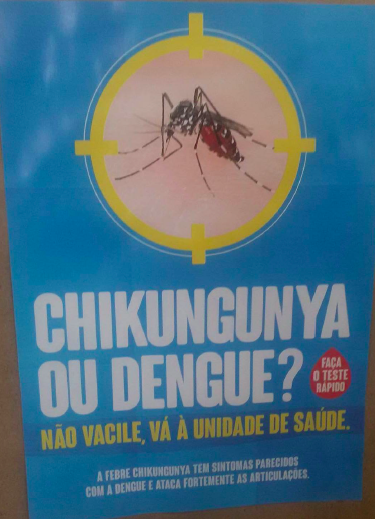 CHIKUNGUNYA
OU DENGUE?
FAÇA
O TESTE
RÁPIDO
NÃO VACILE, VÁ À UNIDADE DE SAÚDE.
A FEBRE CHIKUNGUNYA TEM SINTOMAS PARECIDOS
COM A DENGUE E ATACA FORTEMENTE AS ARTICULAÇÕES.